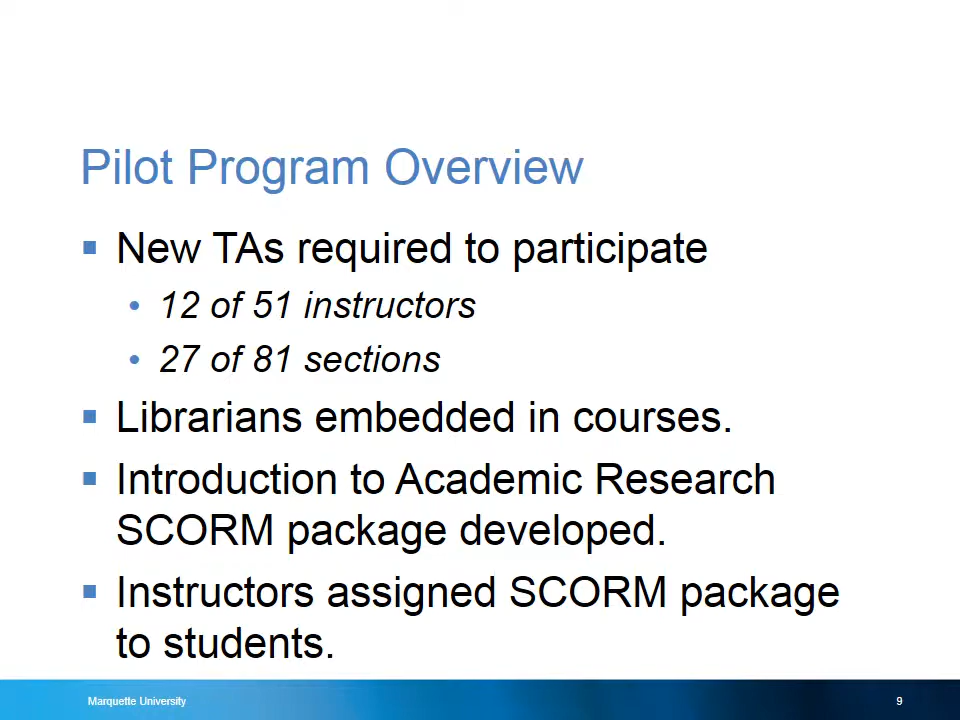 Pilot Program Overview
New TAs required to participate
12 of 51 instructors
27 of 81 sections
Librarians embedded in courses.
Introduction to Academic Research
SCORM package developed.
Instructors assigned SCORM package
to students.
Marquette University
9